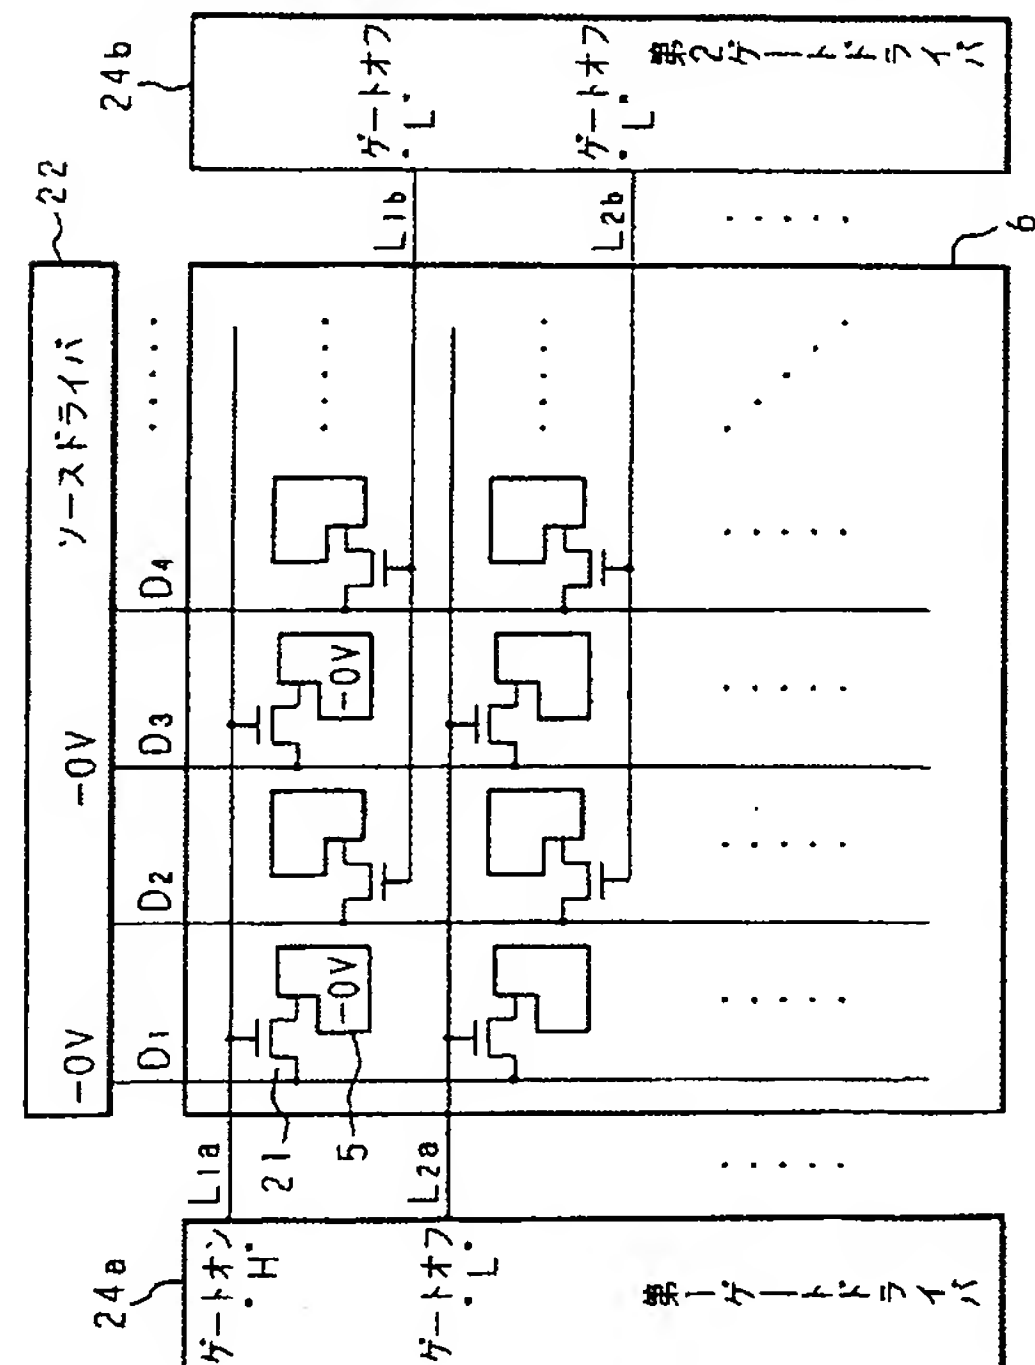 22
ソースドライバ
-0V
-0V
D1
D2
D3
D4
24a
ゲートオン
"H"
ゲートオフ
"L"
第1ゲートドライバ
L1a
L2a
21
5
-0V
-0V
L1b
L2b
24b
ゲートオフ
"L"
ゲートオフ
"L"
第2ゲートドライバ
6